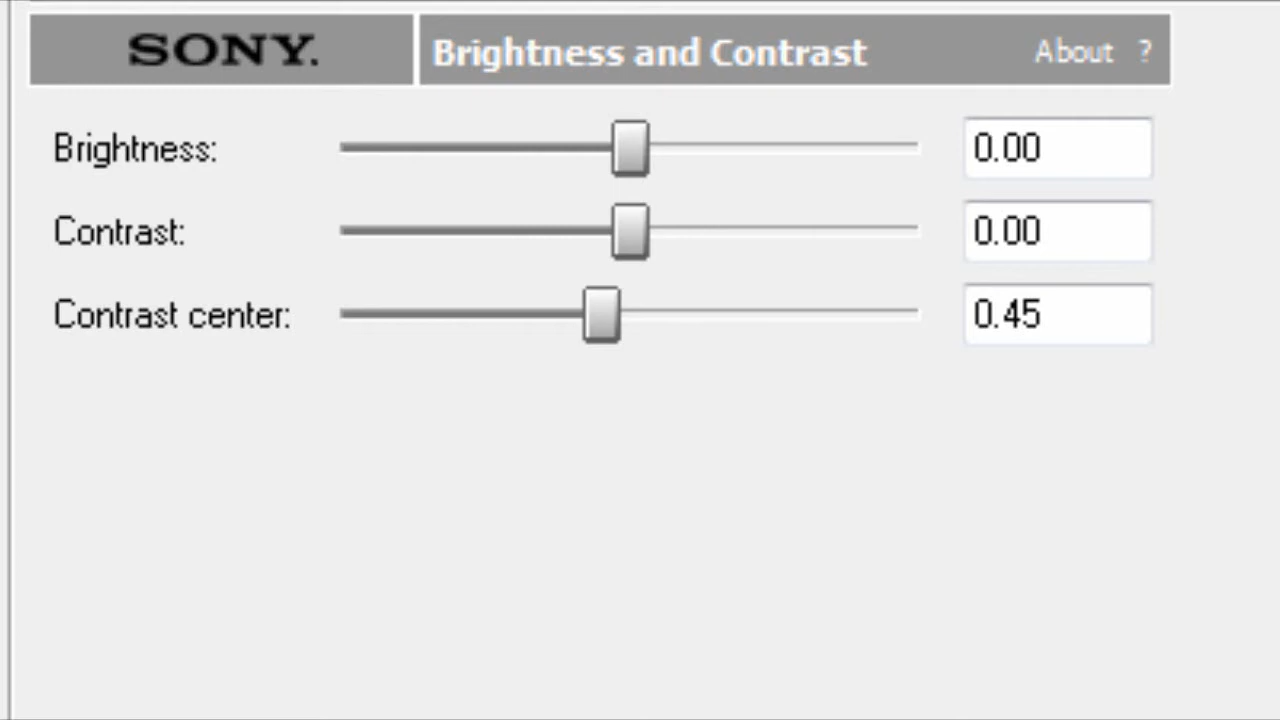 SONY. Brightness and Contrast About ?
Brightness: 0.00
Contrast: 0.00
Contrast center: 0.45